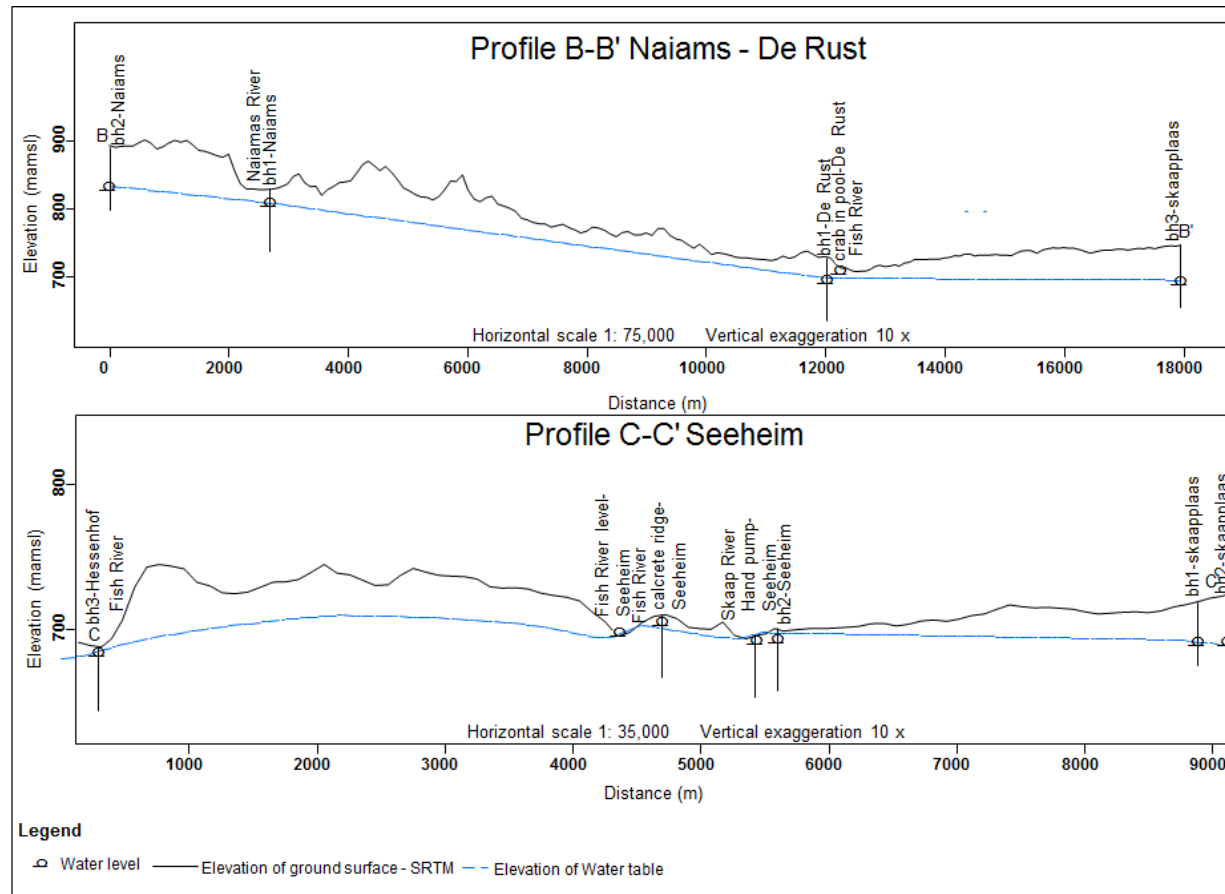 Profile B-B' Naiams - De Rust
Elevation (mamsl)
900
800
700
B
bh2-Naiams
Naiamas River
bh1-Naiams
bh1-De Rust
crab in pool-De Rust
Fish River
bh3-skaapplaas
B'
Horizontal scale 1: 75,000 Vertical exaggeration 10 x
0 2000 4000 6000 8000 10000 12000 14000 16000 18000
Distance (m)
Profile C-C' Seeheim
Elevation (mamsl)
800
700
C
bh3-Hessenhof
Fish River
Fish River level-
Seeheim
Fish River
calcrete ridge-
Seeheim
Skaap River
Hand pump-
Seeheim
bh2-Seeheim
bh1-skaapplaas
C'
bh2-skaapplaas
Horizontal scale 1: 35,000 Vertical exaggeration 10 x
1000 2000 3000 4000 5000 6000 7000 8000 9000
Distance (m)
Legend
Water level
Elevation of ground surface - SRTM
Elevation of Water table